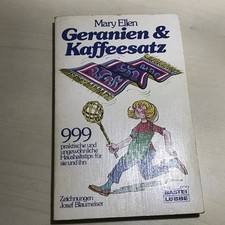 Mary Ellen
Geranien &
Kaffeesatz
999
praktische und
ungewöhnliche
Haushaltstips für
sie und ihn
Zeichnungen
Josef Blaumeiser
BASTEI
LÜBBE